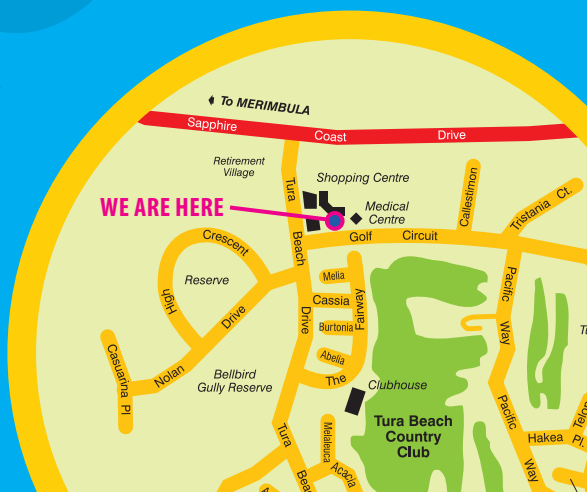 To MERIMBULA
Sapphire Coast Drive
Retirement
Village
Shopping Centre
Tura Beach Drive
WE ARE HERE
Medical
Centre
Callestimon
Tristania Ct.
Golf Circuit
High Crescent
Reserve
Melia
Cassia
Burtonia
Abelia
The Fairway
Pacific Way
Nolan Drive
Casuarina Pl
Bellbird
Gully Reserve
Clubhouse
Tura Beach
Country
Club
Pacific Way
Hakea Pl.
Tura
Melaleuca
Acacia